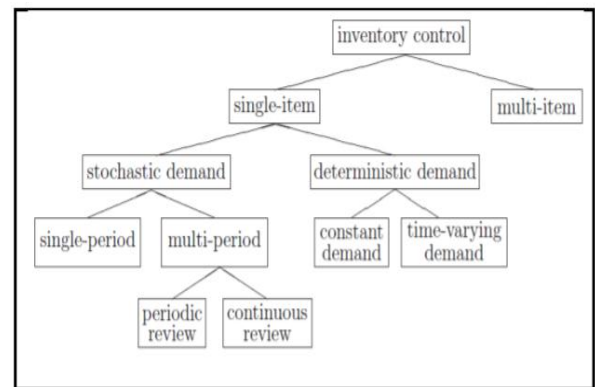 inventory control
single-item
multi-item
stochastic demand
deterministic demand
single-period
multi-period
constant
demand
time-varying
demand
periodic
review
continuous
review